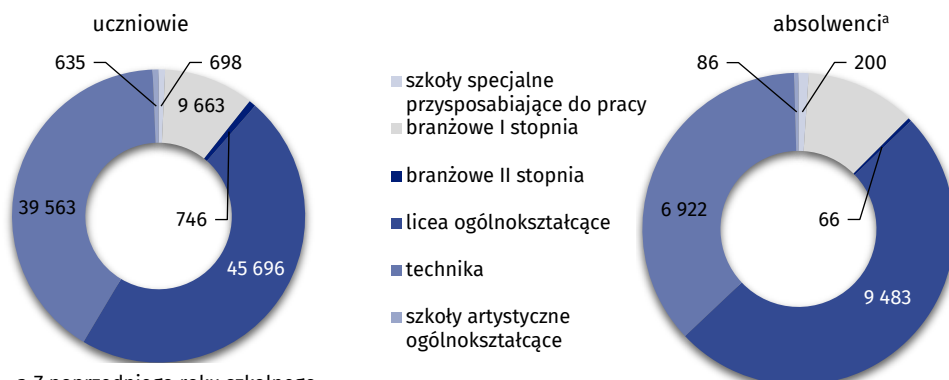 uczniowie
635
698
9 663
39 563
746
45 696
szkoły specjalne
przysposabiające do pracy
branżowe I stopnia
branżowe II stopnia
licea ogólnokształcące
technika
szkoły artystyczne
ogólnokształcące
absolwenciᵃ
86
200
6 922
66
9 483